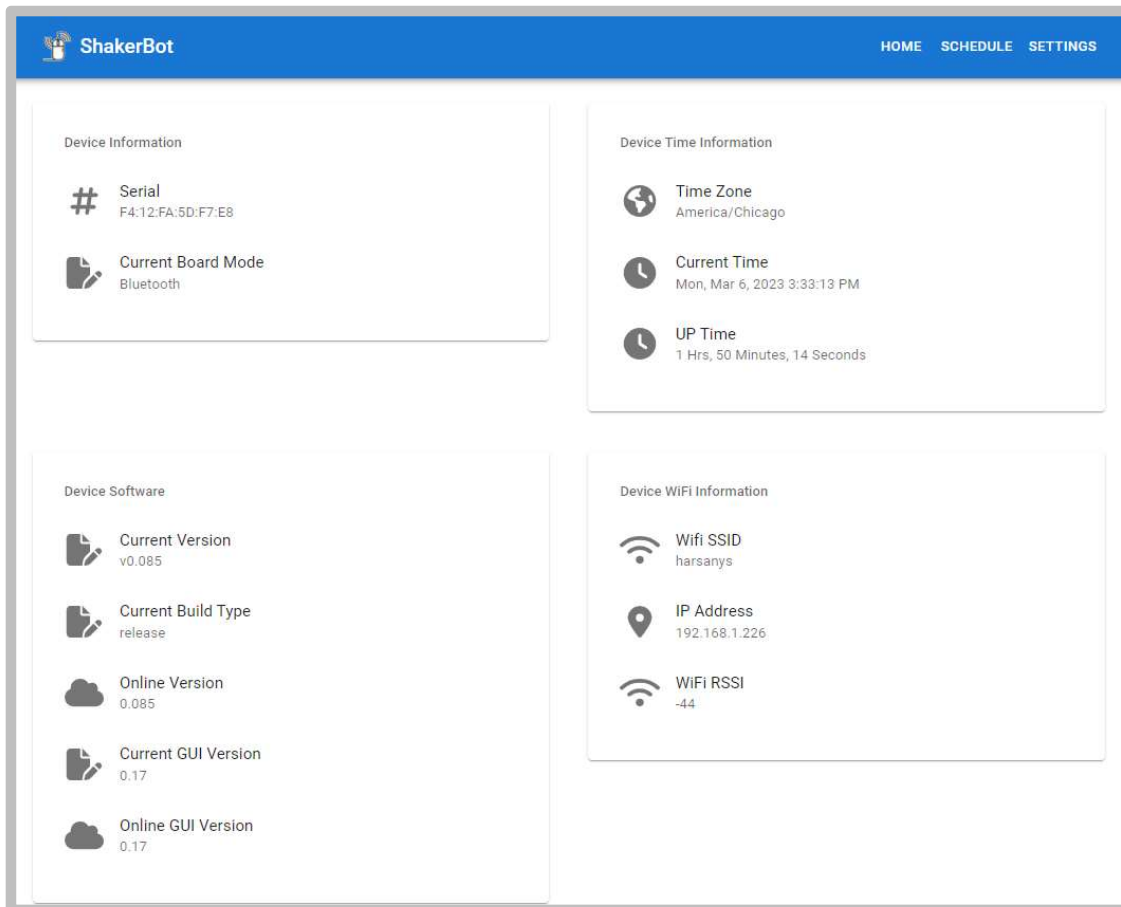 ShakerBot
HOME SCHEDULE SETTINGS
Device Information
Serial
F4:12:FA:5D:F7:E8
Current Board Mode
Bluetooth
Device Time Information
Time Zone
America/Chicago
Current Time
Mon, Mar 6, 2023 3:33:13 PM
UP Time
1 Hrs, 50 Minutes, 14 Seconds
Device Software
Current Version
v0.085
Current Build Type
release
Online Version
0.085
Current GUI Version
0.17
Online GUI Version
0.17
Device WiFi Information
Wifi SSID
harsanys
IP Address
192.168.1.226
WiFi RSSI
-44